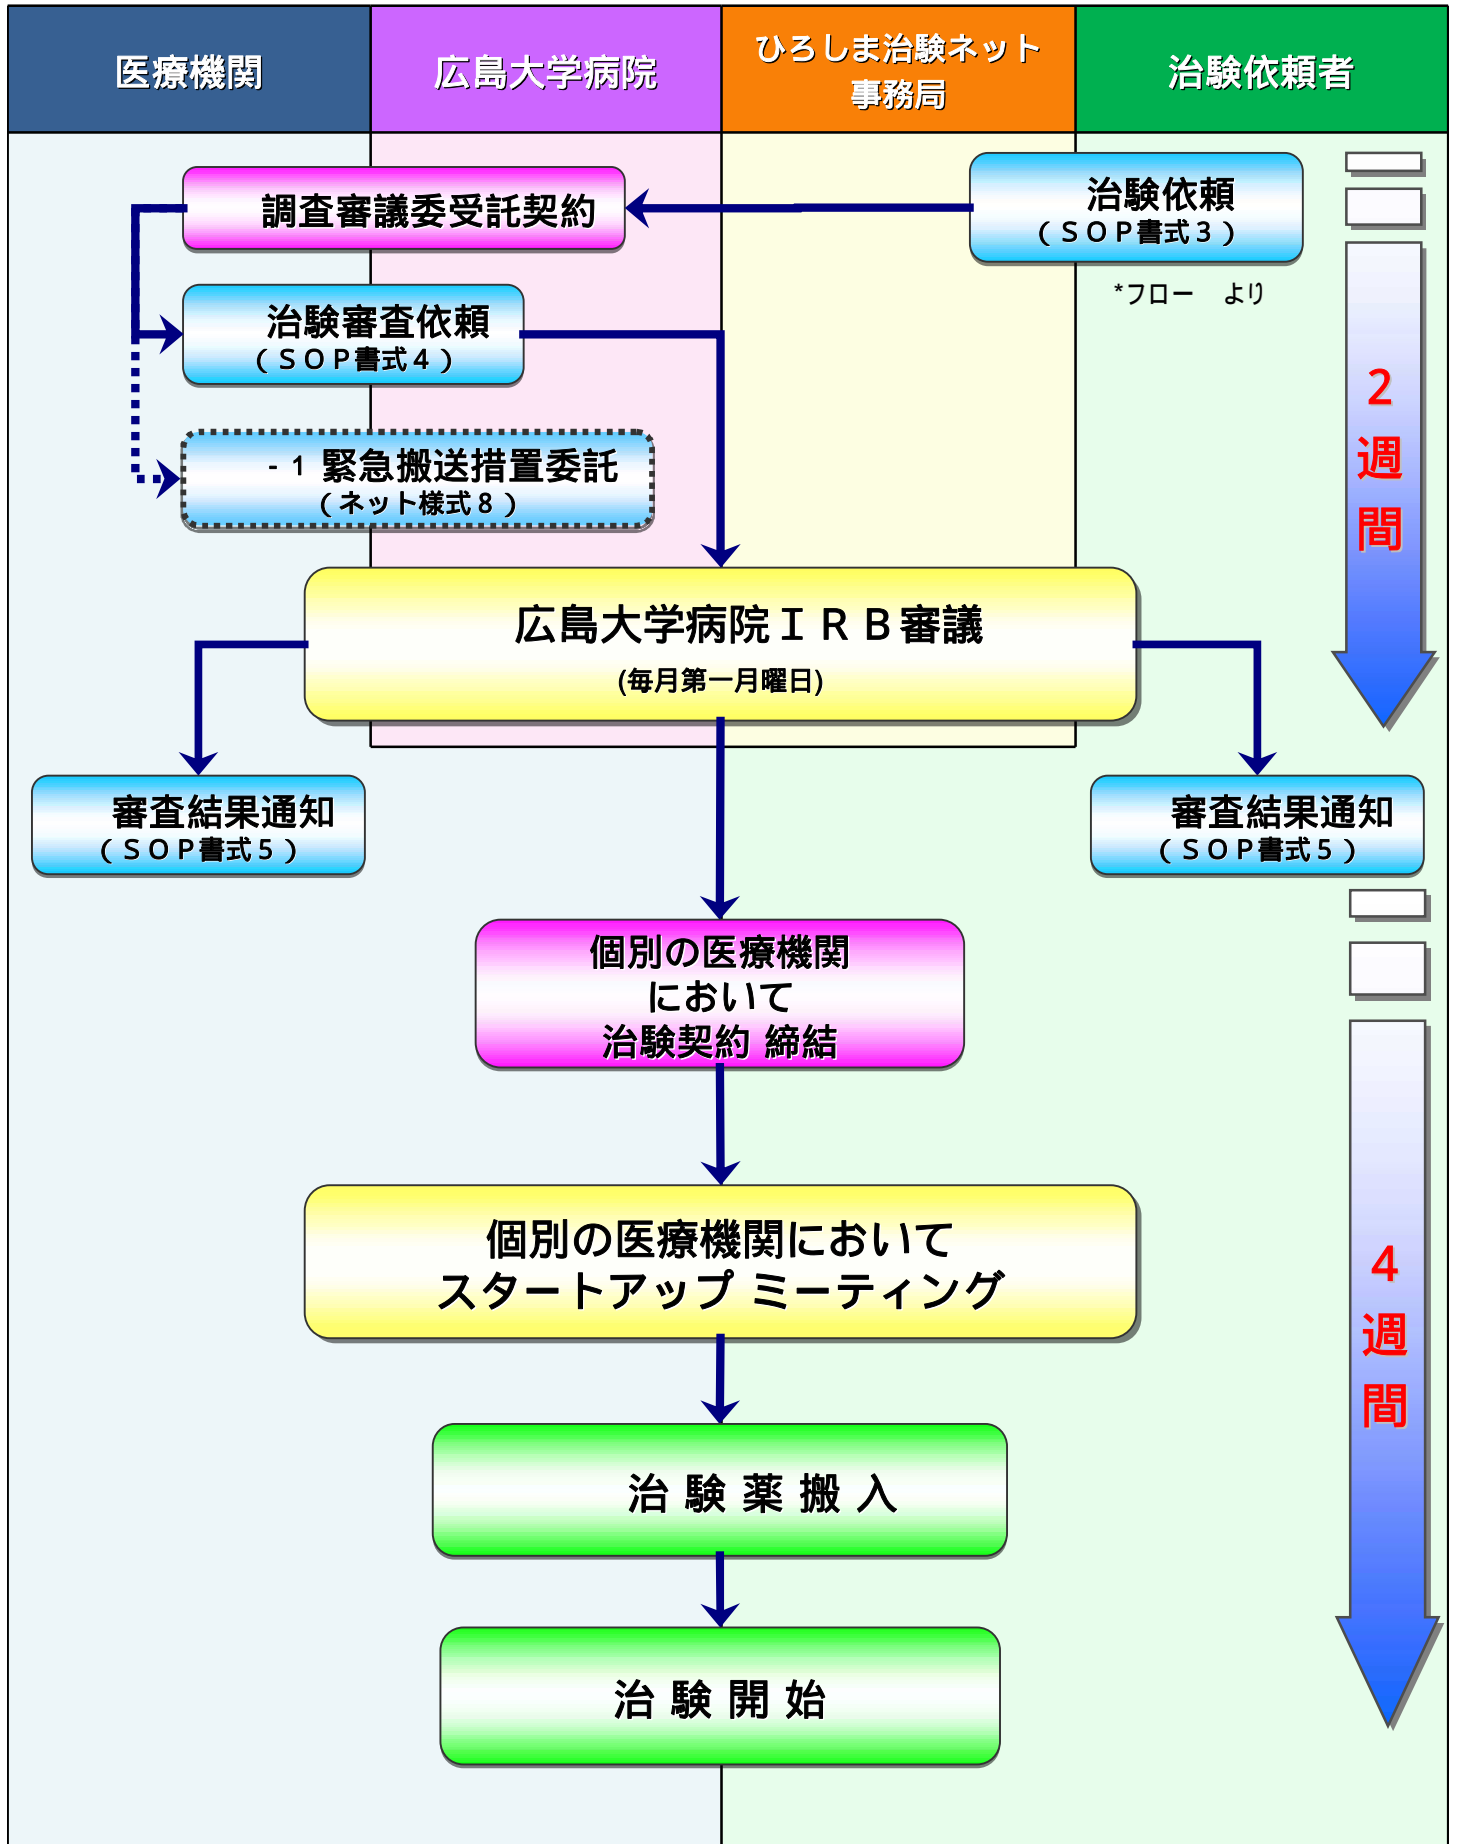 医療機関
広島大学病院
ひろしま治験ネット
事務局
治験依頼者
調査審議委受託契約
治験依頼
（ＳＯＰ書式３）
*フロー　より
治験審査依頼
（ＳＯＰ書式４）
-１緊急搬送措置委託
（ネット様式８）
2
週
間
広島大学病院ＩＲＢ審議
(毎月第一月曜日)
審査結果通知
（ＳＯＰ書式５）
審査結果通知
（ＳＯＰ書式５）
個別の医療機関
において
治験契約 締結
個別の医療機関において
スタートアップ ミーティング
4
週
間
治 験 薬 搬 入
治 験 開 始